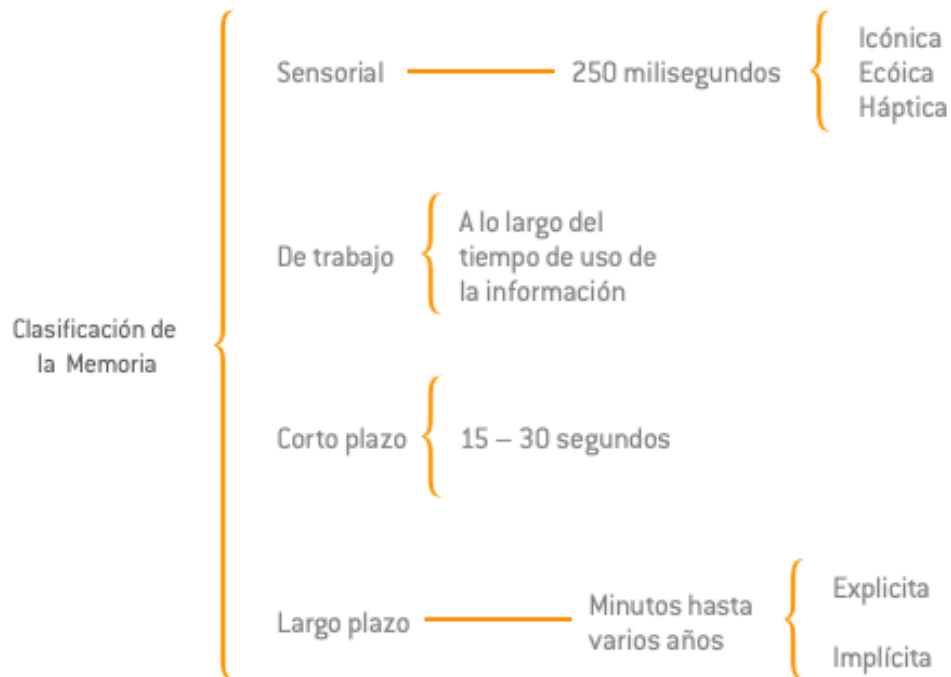 Clasificación de
la Memoria
Sensorial
250 milisegundos
Icónica
Ecóica
Háptica
De trabajo
A lo largo del
tiempo de uso de
la información
Corto plazo
15 – 30 segundos
Largo plazo
Minutos hasta
varios años
Explicita
Implícita